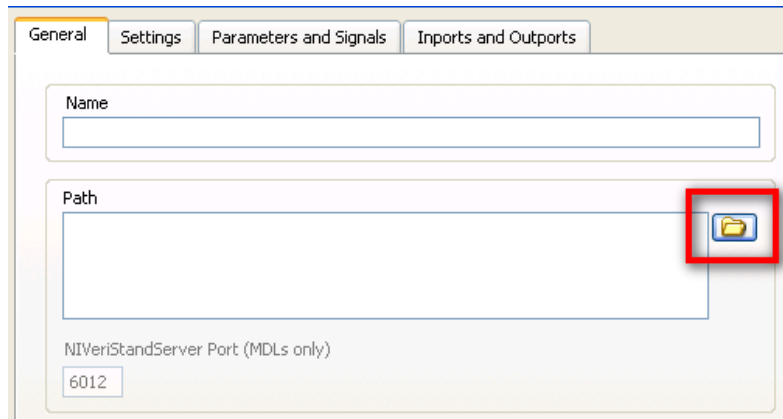 General Settings Parameters and Signals Inports and Outports
Name
Path
NIVeriStandServer Port (MDLs only)
6012